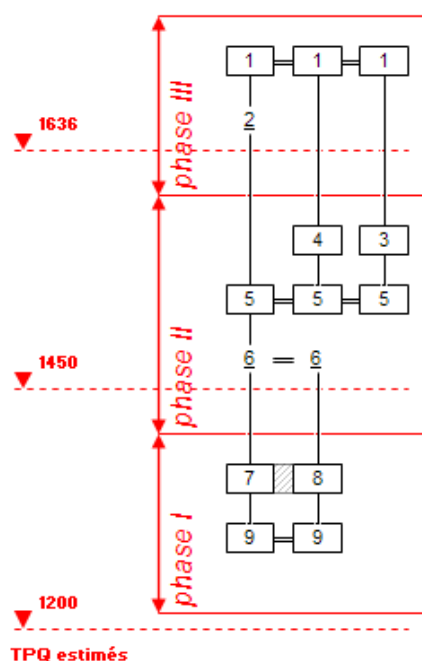 1 1 1
1636
2
phase III
4 3
5 5 5
phase II
1450
6 = 6
7 8
phase I
9 9
1200
TPQ estimés